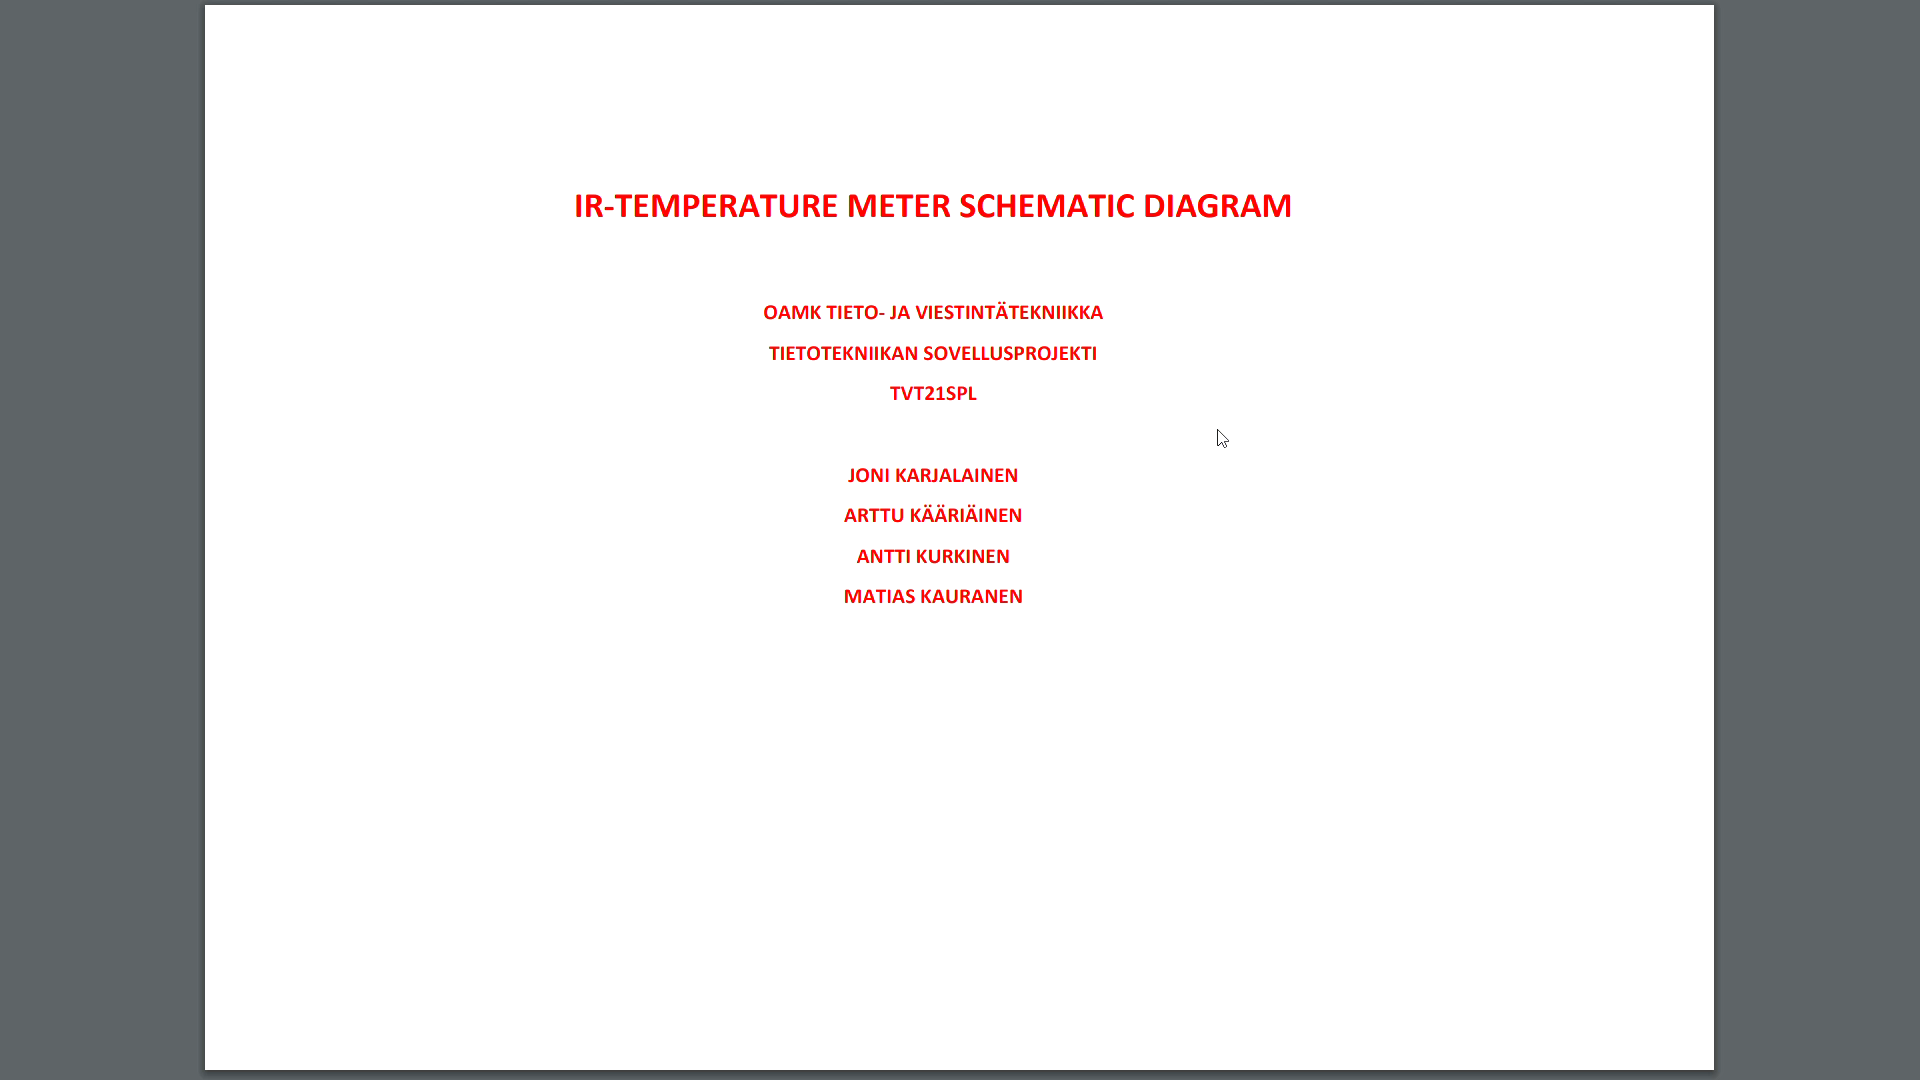 IR-TEMPERATURE METER SCHEMATIC DIAGRAM
OAMK TIETO- JA VIESTINTÄTEKNIIKKA
TIETOTEKNIIKAN SOVELLUSPROJEKTI
TVT21SPL
JONI KARJALAINEN
ARTTU KÄÄRIÄINEN
ANTTI KURKINEN
MATIAS KAURANEN